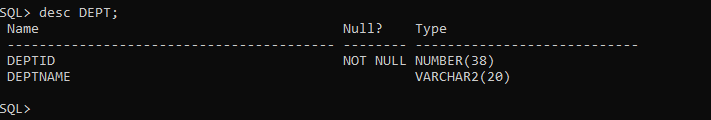 SQL> desc DEPT;
Name Null? Type
----------------------------------------- -------- ----------------------------
DEPTID NOT NULL NUMBER(38)
DEPTNAME VARCHAR2(20)
SQL>